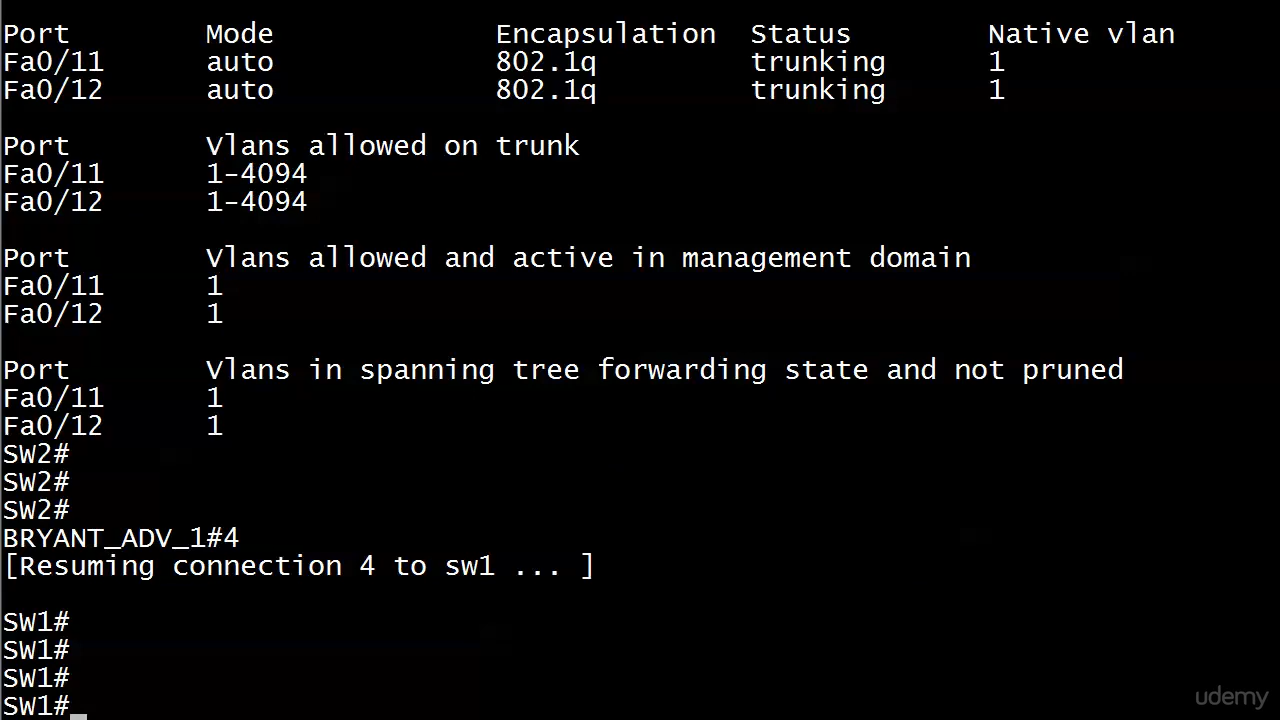 Port        Mode             Encapsulation  Status        Native vlan
Fa0/11      auto             802.1q         trunking      1
Fa0/12      auto             802.1q         trunking      1
Port        Vlans allowed on trunk
Fa0/11      1-4094
Fa0/12      1-4094
Port        Vlans allowed and active in management domain
Fa0/11      1
Fa0/12      1
Port        Vlans in spanning tree forwarding state and not pruned
Fa0/11      1
Fa0/12      1
SW2#
SW2#
SW2#
BRYANT_ADV_1#4
[Resuming connection 4 to sw1 ... ]
SW1#
SW1#
SW1#
SW1#
udemy